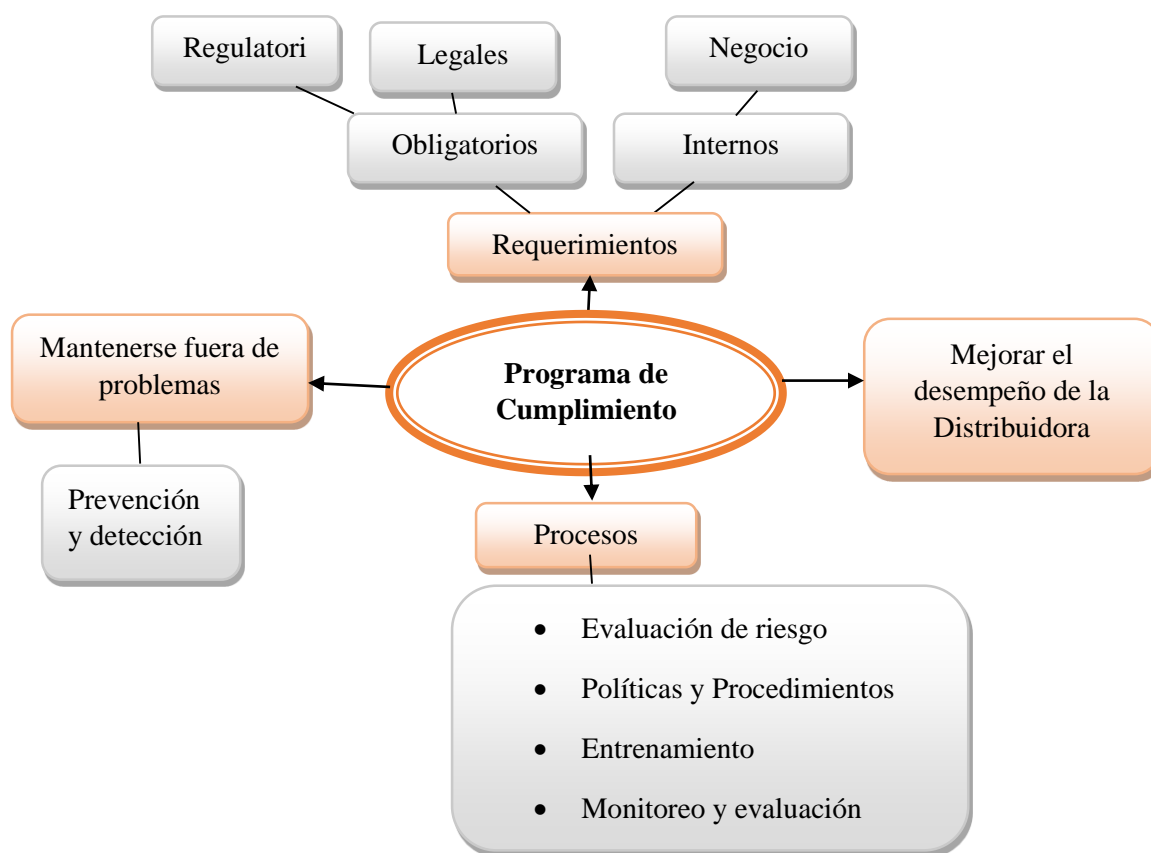 Regulatori
Legales
Negocio
Obligatorios
Internos
Requerimientos
Mantenerse fuera de
problemas
Programa de
Cumplimiento
Mejorar el
desempeño de la
Distribuidora
Prevención
y detección
Procesos
• Evaluación de riesgo
• Políticas y Procedimientos
• Entrenamiento
• Monitoreo y evaluación